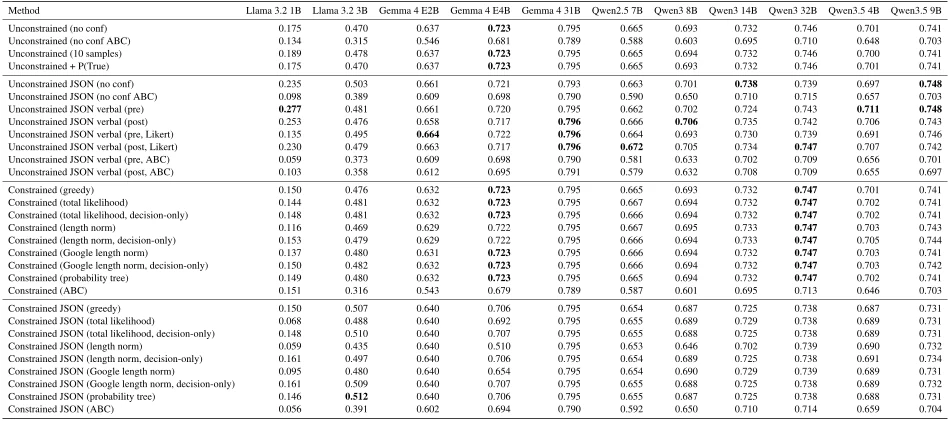 Method Llama 3.2 1B Llama 3.2 3B Gemma 4 E2B Gemma 4 E4B Gemma 4 31B Qwen2.5 7B Qwen3 8B Qwen3 14B Qwen3 32B Qwen3.5 4B Qwen3.5 9B
Unconstrained (no conf) 0.175 0.470 0.637 0.723 0.795 0.665 0.693 0.732 0.746 0.701 0.741
Unconstrained (no conf ABC) 0.134 0.315 0.546 0.681 0.789 0.588 0.603 0.695 0.710 0.648 0.703
Unconstrained (10 samples) 0.189 0.478 0.637 0.723 0.795 0.665 0.694 0.732 0.746 0.700 0.741
Unconstrained + P(True) 0.175 0.470 0.637 0.723 0.795 0.665 0.693 0.732 0.746 0.701 0.741
Unconstrained JSON (no conf) 0.235 0.503 0.661 0.721 0.793 0.663 0.701 0.738 0.739 0.697 0.748
Unconstrained JSON (no conf ABC) 0.098 0.389 0.609 0.698 0.790 0.590 0.650 0.710 0.715 0.657 0.703
Unconstrained JSON verbal (pre) 0.277 0.481 0.661 0.720 0.795 0.662 0.702 0.724 0.743 0.711 0.748
Unconstrained JSON verbal (post) 0.253 0.476 0.658 0.717 0.796 0.666 0.706 0.735 0.742 0.706 0.743
Unconstrained JSON verbal (pre, Likert) 0.135 0.495 0.664 0.722 0.796 0.664 0.693 0.730 0.739 0.691 0.746
Unconstrained JSON verbal (post, Likert) 0.230 0.479 0.663 0.717 0.796 0.672 0.705 0.734 0.747 0.707 0.742
Unconstrained JSON verbal (pre, ABC) 0.059 0.373 0.609 0.698 0.790 0.581 0.633 0.702 0.709 0.656 0.701
Unconstrained JSON verbal (post, ABC) 0.103 0.358 0.612 0.695 0.791 0.579 0.632 0.708 0.709 0.655 0.697
Constrained (greedy) 0.150 0.476 0.632 0.723 0.795 0.665 0.693 0.732 0.747 0.701 0.741
Constrained (total likelihood) 0.144 0.481 0.632 0.723 0.795 0.667 0.694 0.732 0.747 0.702 0.741
Constrained (total likelihood, decision-only) 0.148 0.481 0.632 0.723 0.795 0.666 0.694 0.732 0.747 0.702 0.741
Constrained (length norm) 0.116 0.469 0.629 0.722 0.795 0.667 0.695 0.733 0.747 0.703 0.743
Constrained (length norm, decision-only) 0.153 0.479 0.629 0.722 0.795 0.666 0.694 0.733 0.747 0.705 0.744
Constrained (Google length norm) 0.137 0.480 0.631 0.723 0.795 0.666 0.694 0.732 0.747 0.703 0.741
Constrained (Google length norm, decision-only) 0.150 0.482 0.632 0.723 0.795 0.666 0.694 0.732 0.747 0.703 0.742
Constrained (probability tree) 0.149 0.480 0.632 0.723 0.795 0.665 0.694 0.732 0.747 0.702 0.741
Constrained (ABC) 0.151 0.316 0.543 0.679 0.789 0.587 0.601 0.695 0.713 0.646 0.703
Constrained JSON (greedy) 0.150 0.507 0.640 0.706 0.795 0.654 0.687 0.725 0.738 0.687 0.731
Constrained JSON (total likelihood) 0.068 0.488 0.640 0.692 0.795 0.655 0.689 0.729 0.738 0.689 0.731
Constrained JSON (total likelihood, decision-only) 0.148 0.510 0.640 0.707 0.795 0.655 0.688 0.725 0.738 0.689 0.731
Constrained JSON (length norm) 0.059 0.435 0.640 0.510 0.795 0.653 0.646 0.702 0.739 0.690 0.732
Constrained JSON (length norm, decision-only) 0.161 0.497 0.640 0.706 0.795 0.654 0.689 0.725 0.738 0.691 0.734
Constrained JSON (Google length norm) 0.095 0.480 0.640 0.654 0.795 0.654 0.690 0.729 0.739 0.689 0.731
Constrained JSON (Google length norm, decision-only) 0.161 0.509 0.640 0.707 0.795 0.655 0.688 0.725 0.738 0.689 0.732
Constrained JSON (probability tree) 0.146 0.512 0.640 0.706 0.795 0.655 0.687 0.725 0.738 0.688 0.731
Constrained JSON (ABC) 0.056 0.391 0.602 0.694 0.790 0.592 0.650 0.710 0.714 0.659 0.704